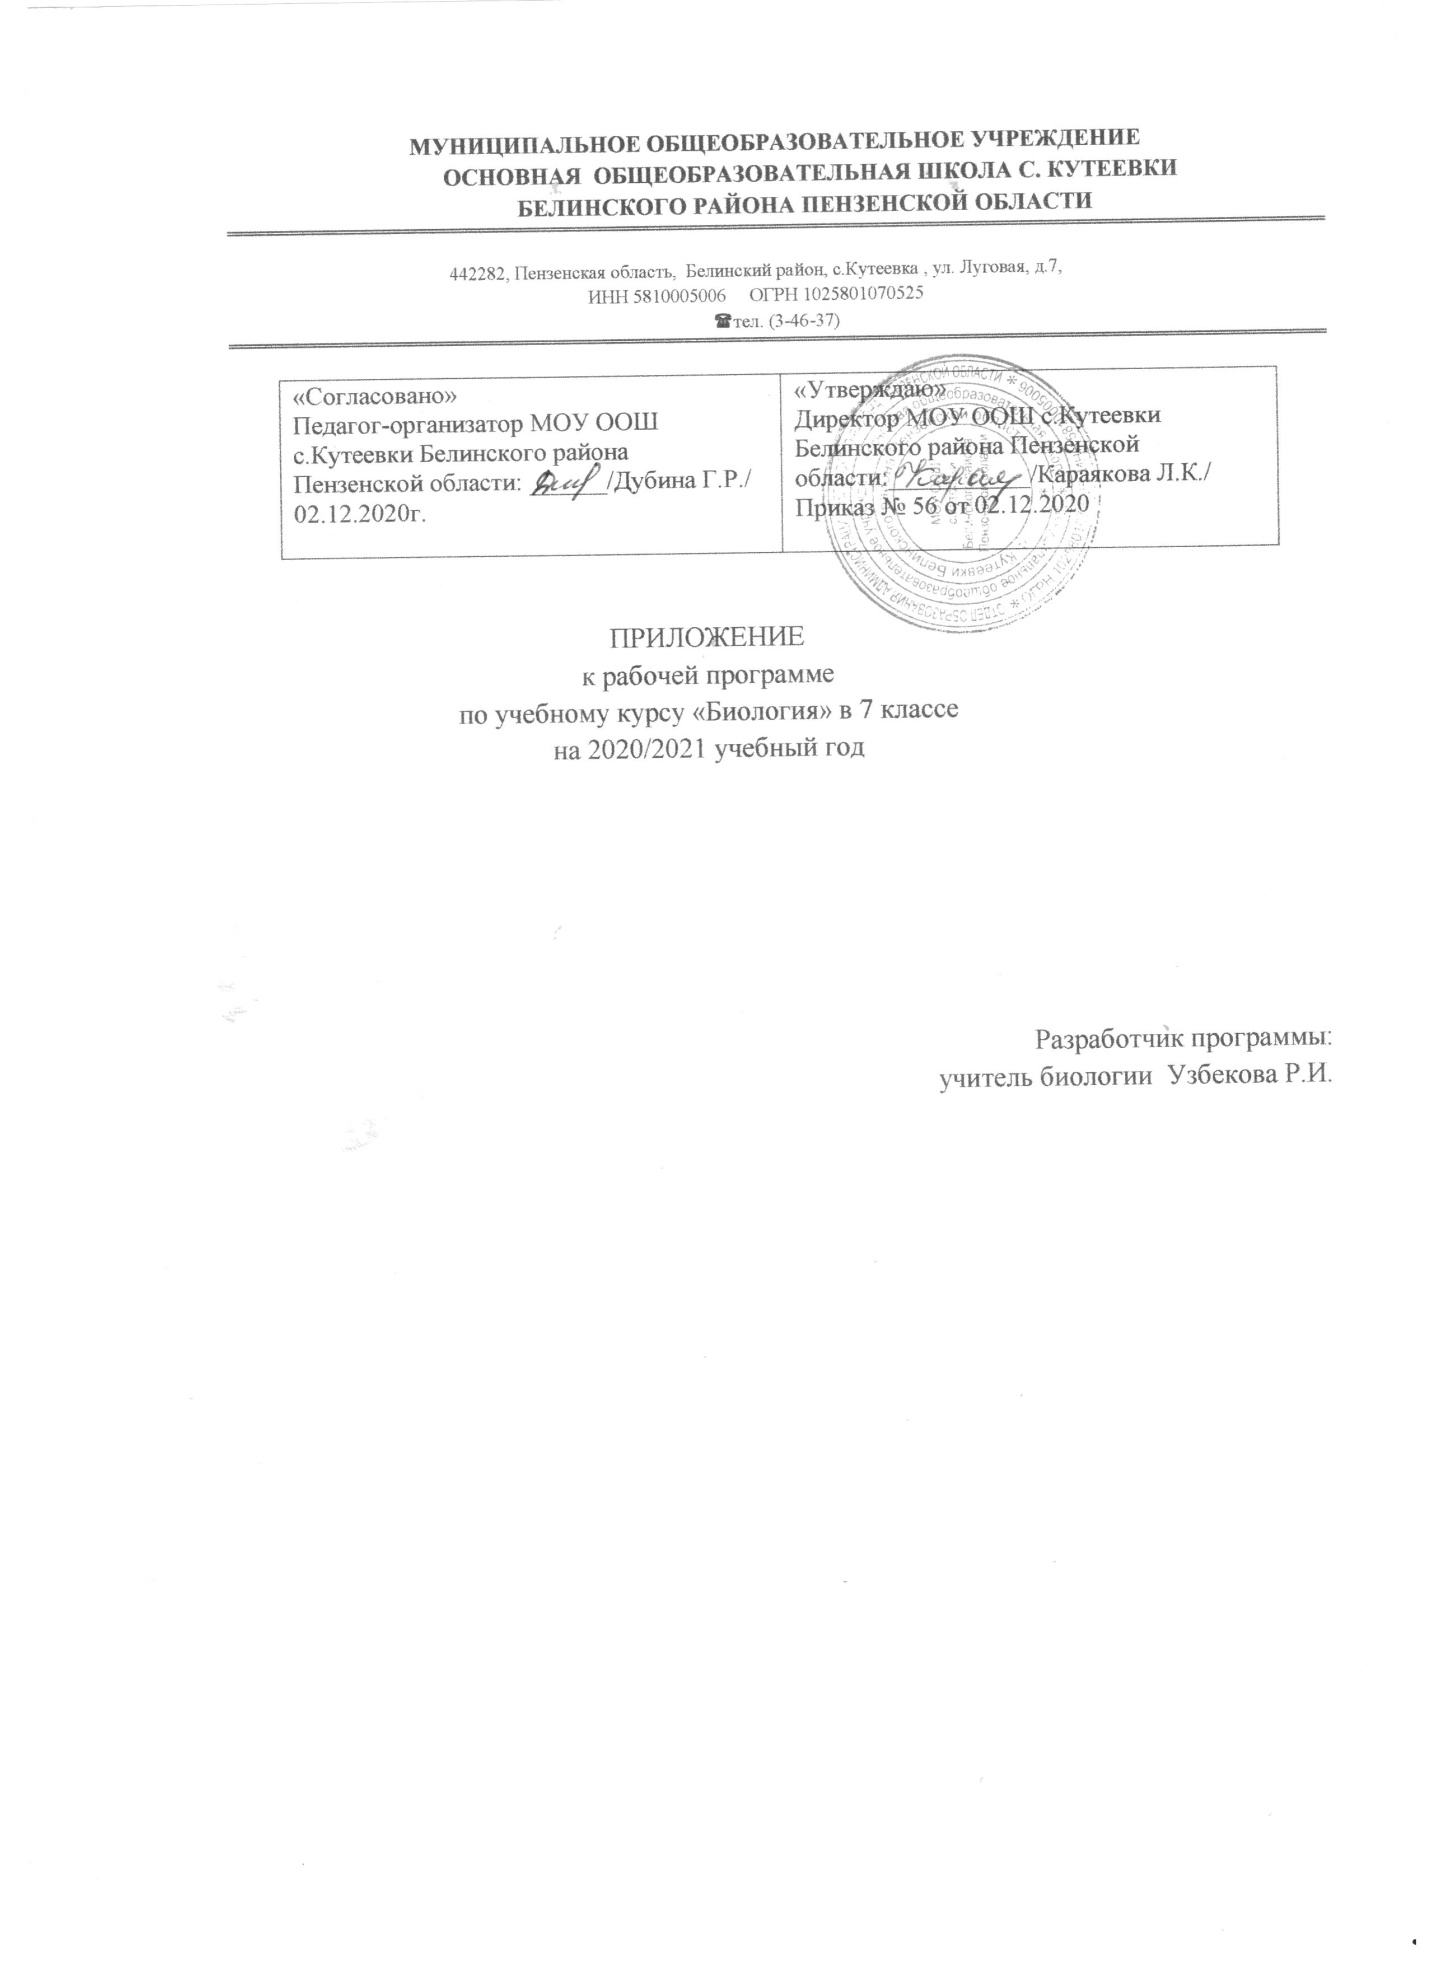 МУНИЦИПАЛЬНОЕ ОБЩЕОБРАЗОВАТЕЛЬНОЕ УЧРЕЖДЕНИЕ
ОСНОВНАЯ ОБЩЕОБРАЗОВАТЕЛЬНАЯ ШКОЛА С. КУТЕЕВКИ
БЕЛИНСКОГО РАЙОНА ПЕНЗЕНСКОЙ ОБЛАСТИ
442282, Пензенская область, Белинский район, с.Кутеевка , ул. Луговая, д.7,
ИНН 5810005006 ОГРН 1025801070525
☎тел. (3-46-37)
«Согласовано»
Педагог-организатор МОУ ООШ
с.Кутеевки Белинского района
Пензенской области: ______/Дубина Г.Р./
02.12.2020г.
«Утверждаю»
Директор МОУ ООШ с.Кутеевки
Белинского района Пензенской
области:___________/Караякова Л.К./
Приказ № 56 от 02.12.2020
ПРИЛОЖЕНИЕ
к рабочей программе
по учебному курсу «Биология» в 7 классе
на 2020/2021 учебный год
Разработчик программы:
учитель биологии Узбекова Р.И.